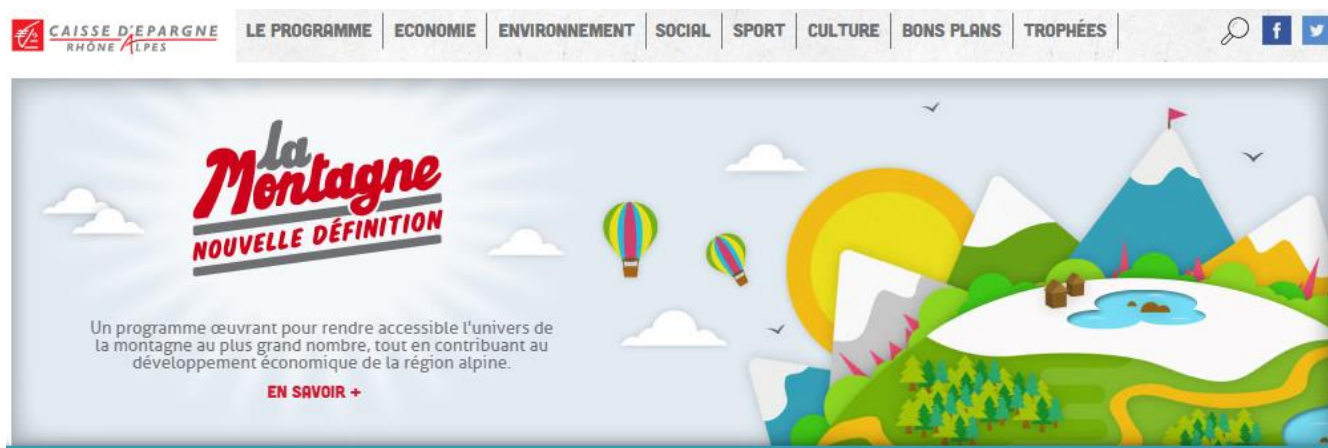 CAISSE D'EPARGNE
RHÔNE ALPES
LE PROGRAMME ECONOMIE ENVIRONNEMENT SOCIAL SPORT CULTURE BONS PLANS TROPHÉES
la
Montagne
NOUVELLE DÉFINITION
Un programme œuvrant pour rendre accessible l'univers de
la montagne au plus grand nombre, tout en contribuant au
développement économique de la région alpine.
EN SAVOIR +